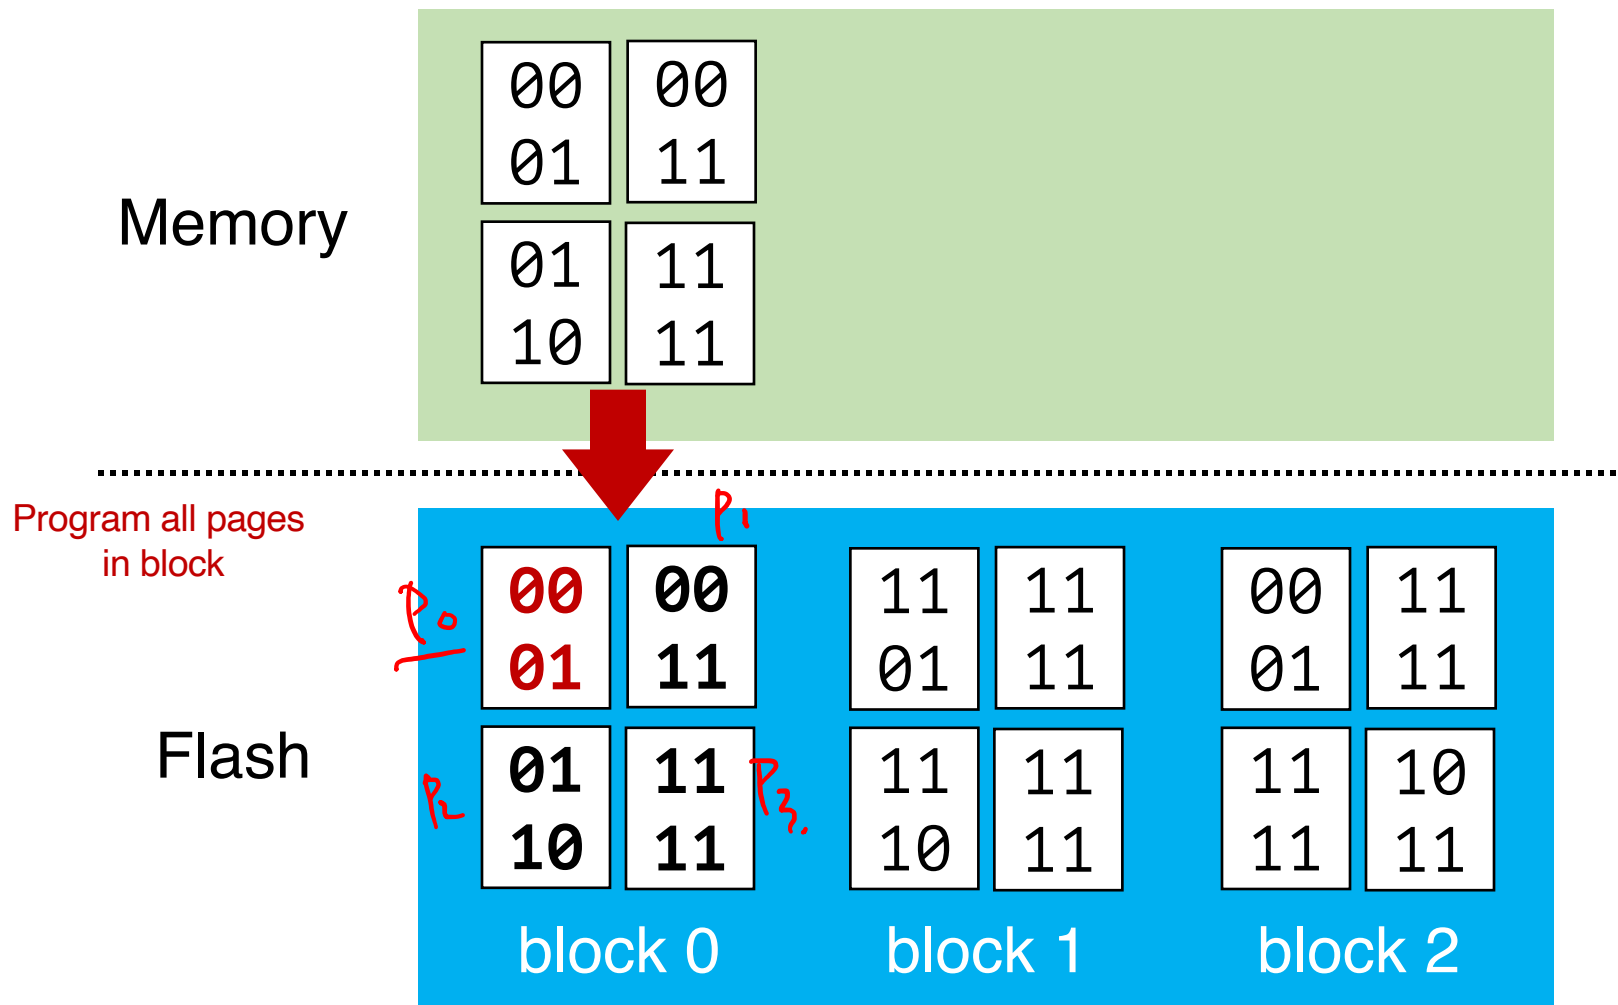 00 00
01 11
Memory
01 11
10 11
Program all pages
in block
P1
00 00 11 11 00 11
P0
01 11 01 11 01 11
Flash
01 11 11 11 11 10
P2 P3.
10 11 10 11 11 11
block 0 block 1 block 2